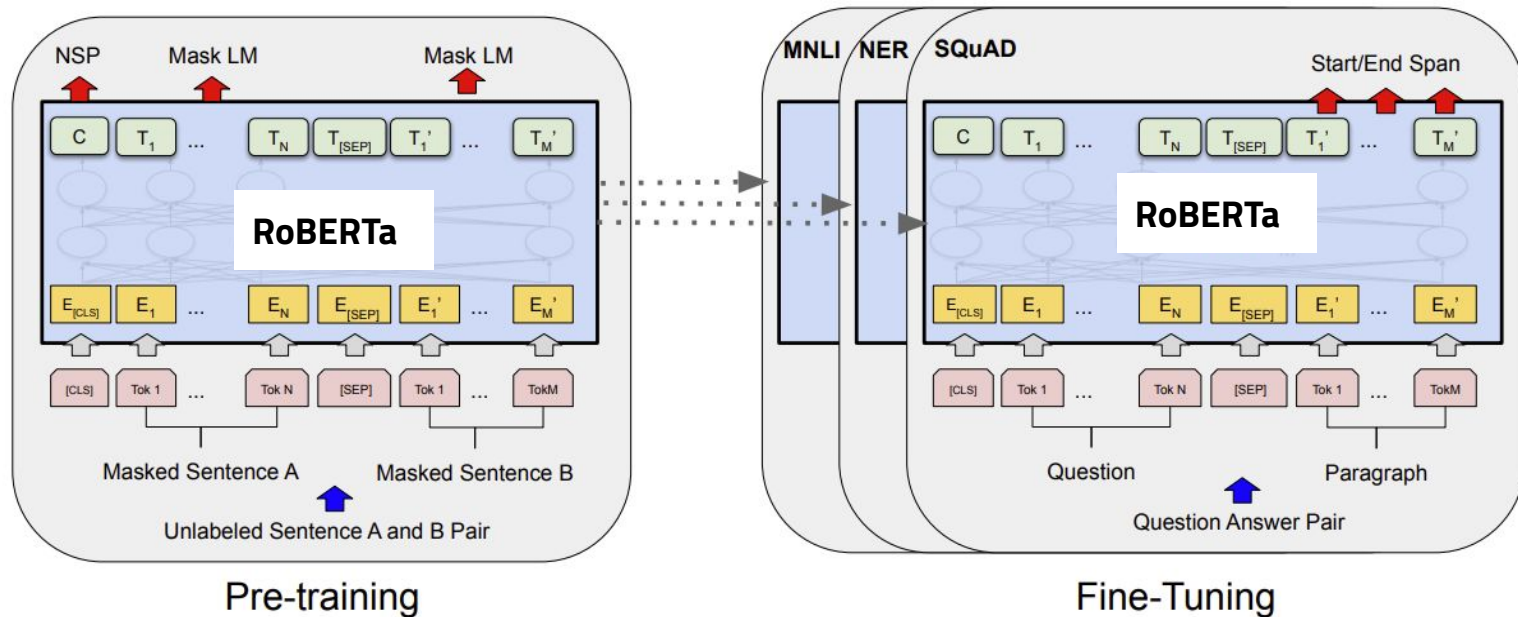 NSP Mask LM Mask LM
C T1 ... TN T[SEP] T1' ... TM'
RoBERTa
E[CLS] E1 ... EN E[SEP] E1' ... EM'
[CLS] Tok 1 ... Tok N [SEP] Tok 1 ... TokM
Masked Sentence A Masked Sentence B
Unlabeled Sentence A and B Pair
Pre-training
MNLI NER SQuAD
Start/End Span
C T1 ... TN T[SEP] T1' ... TM'
RoBERTa
E[CLS] E1 ... EN E[SEP] E1' ... EM'
[CLS] Tok 1 ... Tok N [SEP] Tok 1 ... TokM
Question Paragraph
Question Answer Pair
Fine-Tuning